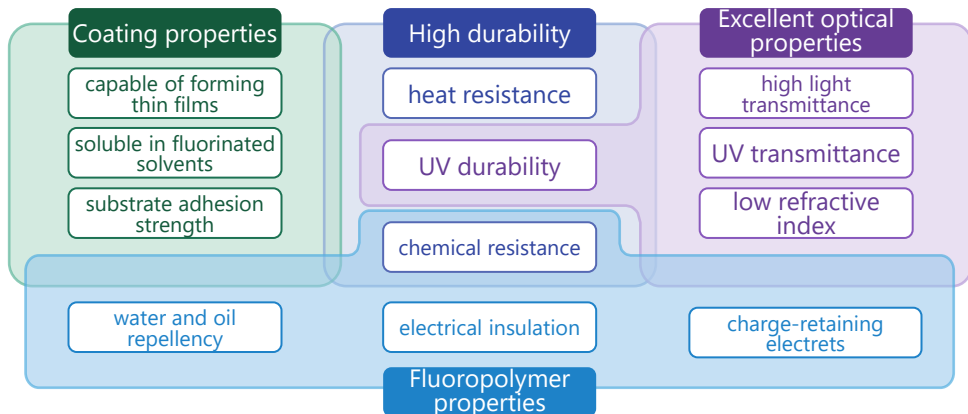 Coating properties
High durability
Excellent optical
properties
capable of forming
thin films
heat resistance
high light
transmittance
soluble in fluorinated
solvents
UV durability
UV transmittance
substrate adhesion
strength
chemical resistance
low refractive
index
water and oil
repellency
electrical insulation
charge-retaining
electrets
Fluoropolymer
properties